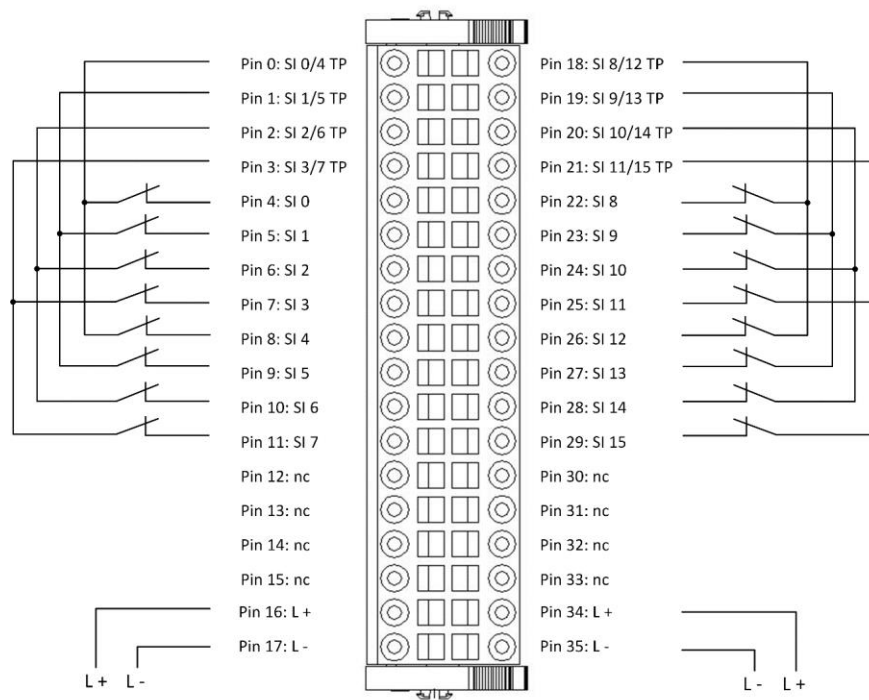 Pin 0: SI 0/4 TP
Pin 1: SI 1/5 TP
Pin 2: SI 2/6 TP
Pin 3: SI 3/7 TP
Pin 4: SI 0
Pin 5: SI 1
Pin 6: SI 2
Pin 7: SI 3
Pin 8: SI 4
Pin 9: SI 5
Pin 10: SI 6
Pin 11: SI 7
Pin 12: nc
Pin 13: nc
Pin 14: nc
Pin 15: nc
Pin 16: L +
Pin 17: L -
L + L -
Pin 18: SI 8/12 TP
Pin 19: SI 9/13 TP
Pin 20: SI 10/14 TP
Pin 21: SI 11/15 TP
Pin 22: SI 8
Pin 23: SI 9
Pin 24: SI 10
Pin 25: SI 11
Pin 26: SI 12
Pin 27: SI 13
Pin 28: SI 14
Pin 29: SI 15
Pin 30: nc
Pin 31: nc
Pin 32: nc
Pin 33: nc
Pin 34: L +
Pin 35: L -
L - L +